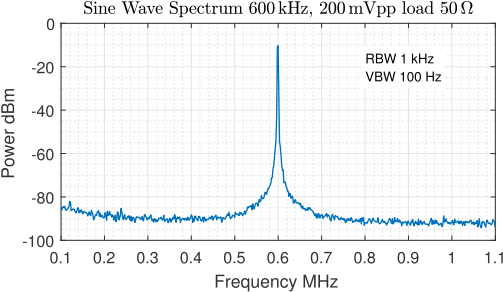 Sine Wave Spectrum 600 kHz, 200 mVpp load 50 Ω
0
-20
-40
-60
-80
-100
Power dBm
RBW 1 kHz
VBW 100 Hz
0.1 0.2 0.3 0.4 0.5 0.6 0.7 0.8 0.9 1 1.1
Frequency MHz